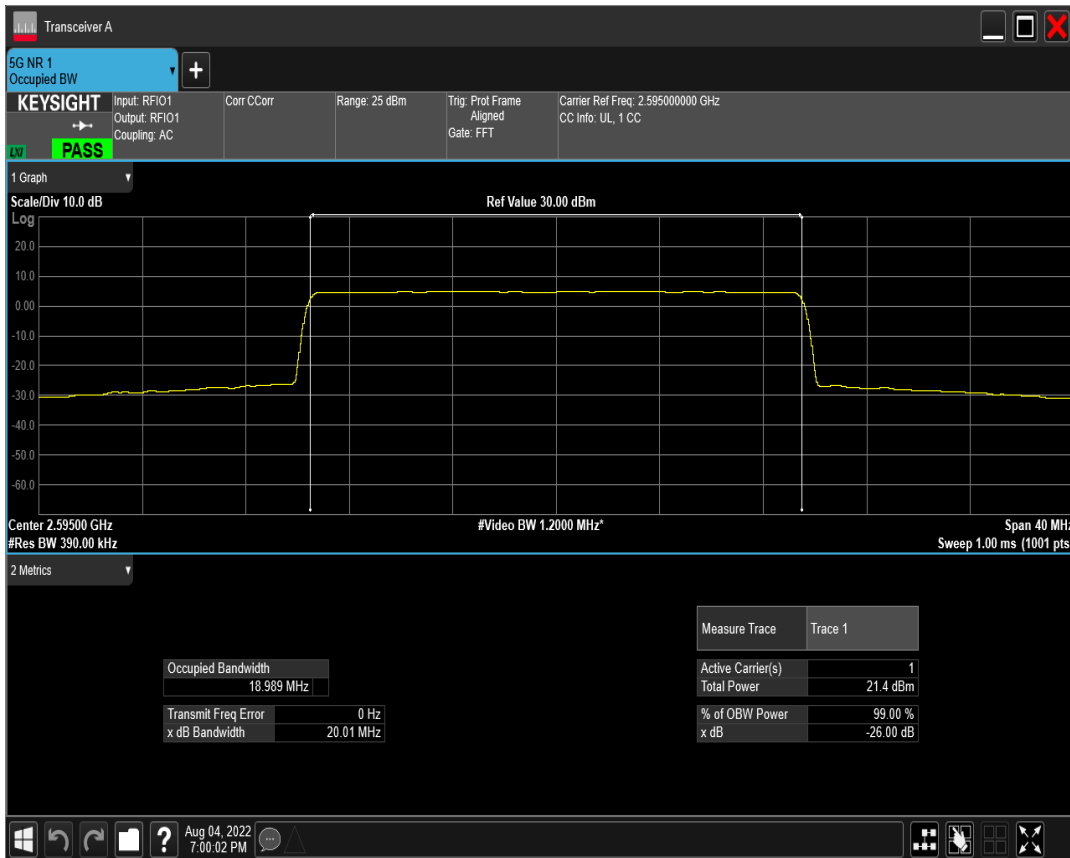 Transceiver A
5G NR 1
Occupied BW
+
KEYSIGHT
LXI
PASS
Input: RFIO1
Output: RFIO1
Coupling: AC
Corr CCorr
Range: 25 dBm
Trig: Prot Frame
Aligned
Gate: FFT
Carrier Ref Freq: 2.595000000 GHz
CC Info: UL, 1 CC
1 Graph
Scale/Div 10.0 dB
Ref Value 30.00 dBm
Log
20.0
10.0
0.00
-10.0
-20.0
-30.0
-40.0
-50.0
-60.0
Center 2.59500 GHz
#Video BW 1.2000 MHz*
Span 40 MHz
#Res BW 390.00 kHz
Sweep 1.00 ms (1001 pts
2 Metrics
Measure Trace Trace 1
Occupied Bandwidth
18.989 MHz
Active Carrier(s) 1
Total Power 21.4 dBm
Transmit Freq Error 0 Hz
x dB Bandwidth 20.01 MHz
% of OBW Power 99.00 %
x dB -26.00 dB
?
Aug 04, 2022
7:00:02 PM